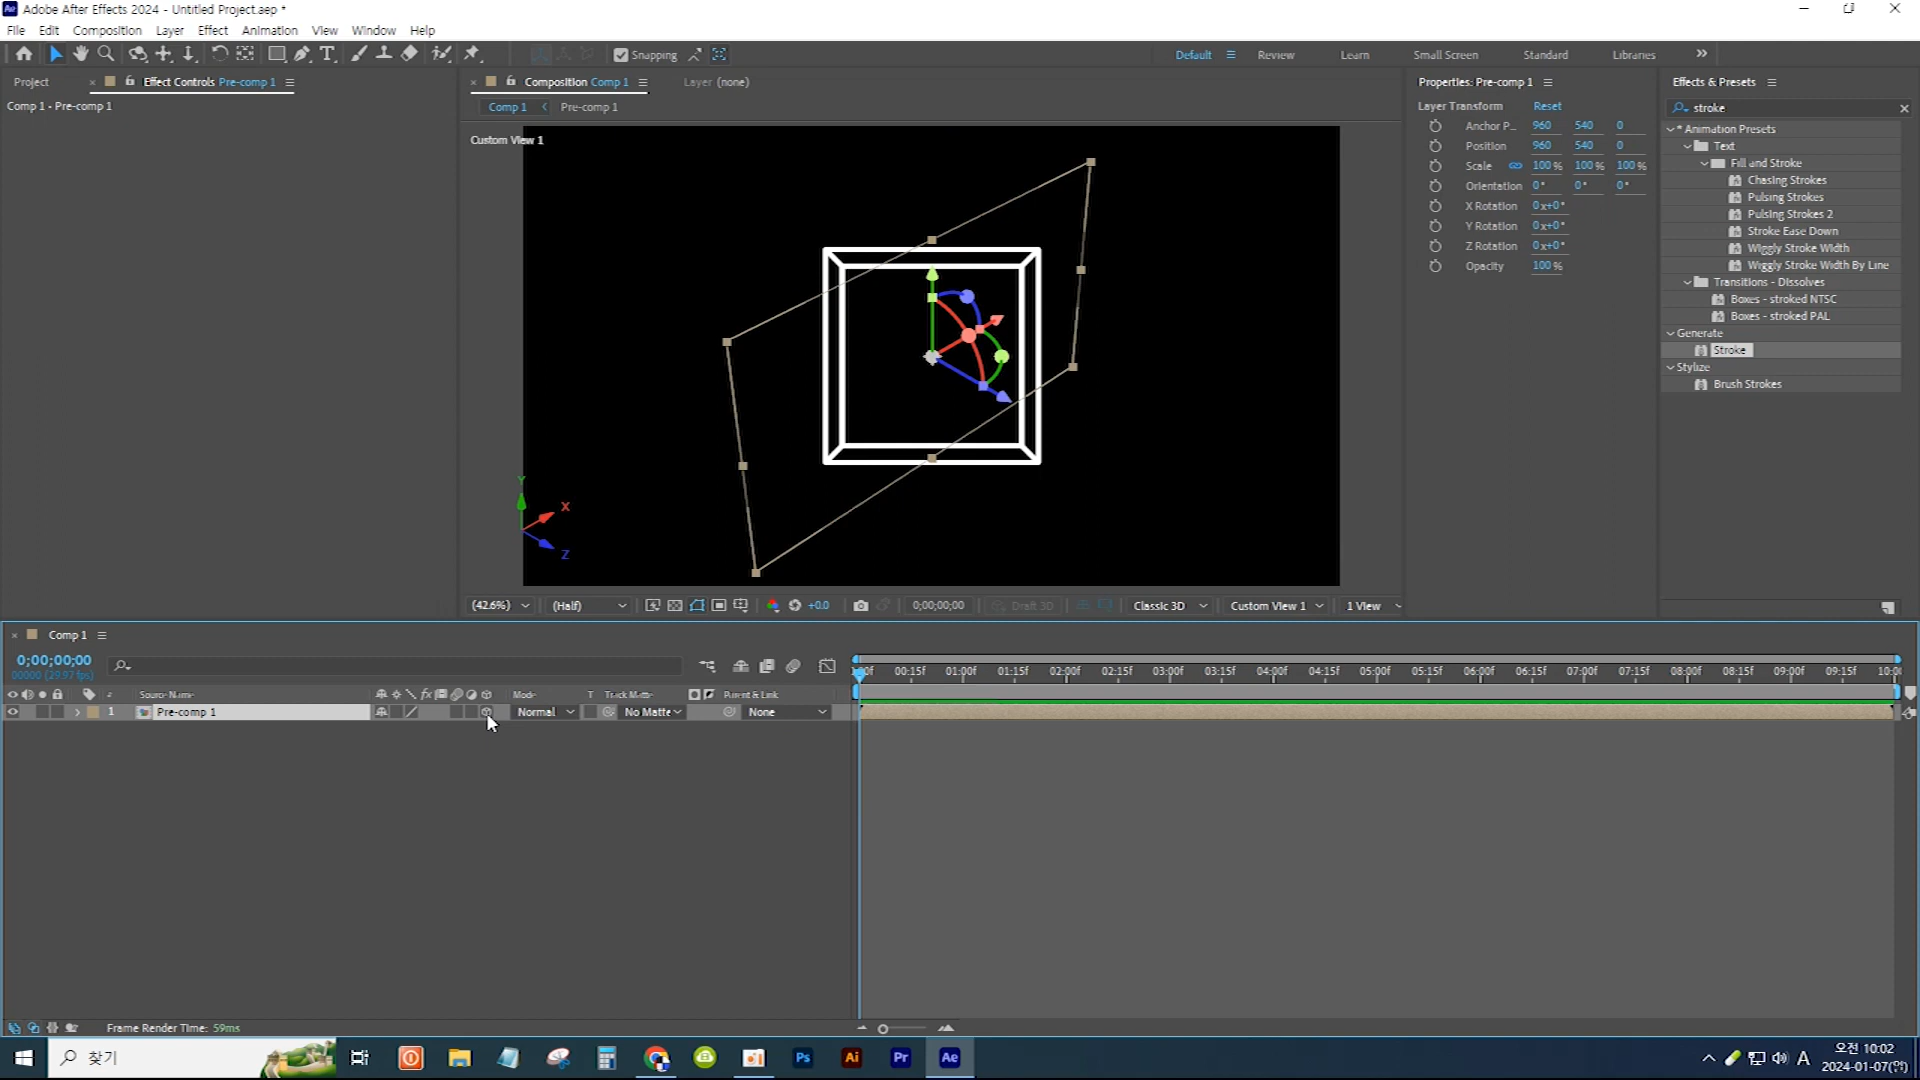 Adobe After Effects 2024 - Untitled Project.aep *
File Edit Composition Layer Effect Animation View Window Help
Snapping
Default Review Learn Small Screen Standard Libraries
Project
Effect Controls Pre-comp 1
Comp 1 - Pre-comp 1
Composition Comp 1
Layer (none)
Comp 1 Pre-comp 1
Custom View 1
Y
X
Z
(42.6%) (Half) +0.0 0;00;00;00 Draft 3D Classic 3D Custom View 1 1 View
Properties: Pre-comp 1
Layer Transform Reset
Anchor P... 960 540 0
Position 960 540 0
Scale 100 % 100 % 100 %
Orientation 0° 0° 0°
X Rotation 0x+0°
Y Rotation 0x+0°
Z Rotation 0x+0°
Opacity 100 %
Effects & Presets
stroke
* Animation Presets
Text
Fill and Stroke
Chasing Strokes
Pulsing Strokes
Pulsing Strokes 2
Stroke Ease Down
Wiggly Stroke Width
Wiggly Stroke Width By Line
Transitions - Dissolves
Boxes - stroked NTSC
Boxes - stroked PAL
Generate
Stroke
Stylize
Brush Strokes
Comp 1
0;00;00;00
00000 (29.97 fps)
00:15f 01:00f 01:15f 02:00f 02:15f 03:00f 03:15f 04:00f 04:15f 05:00f 05:15f 06:00f 06:15f 07:00f 07:15f 08:00f 08:15f 09:00f 09:15f
Source Name Mode T Track Matte Parent & Link
1 Pre-comp 1 Normal No Matte None
Frame Render Time: 59ms
찾기
Ps Ai Pr Ae
A
오전 10:02
2024-01-07(일)